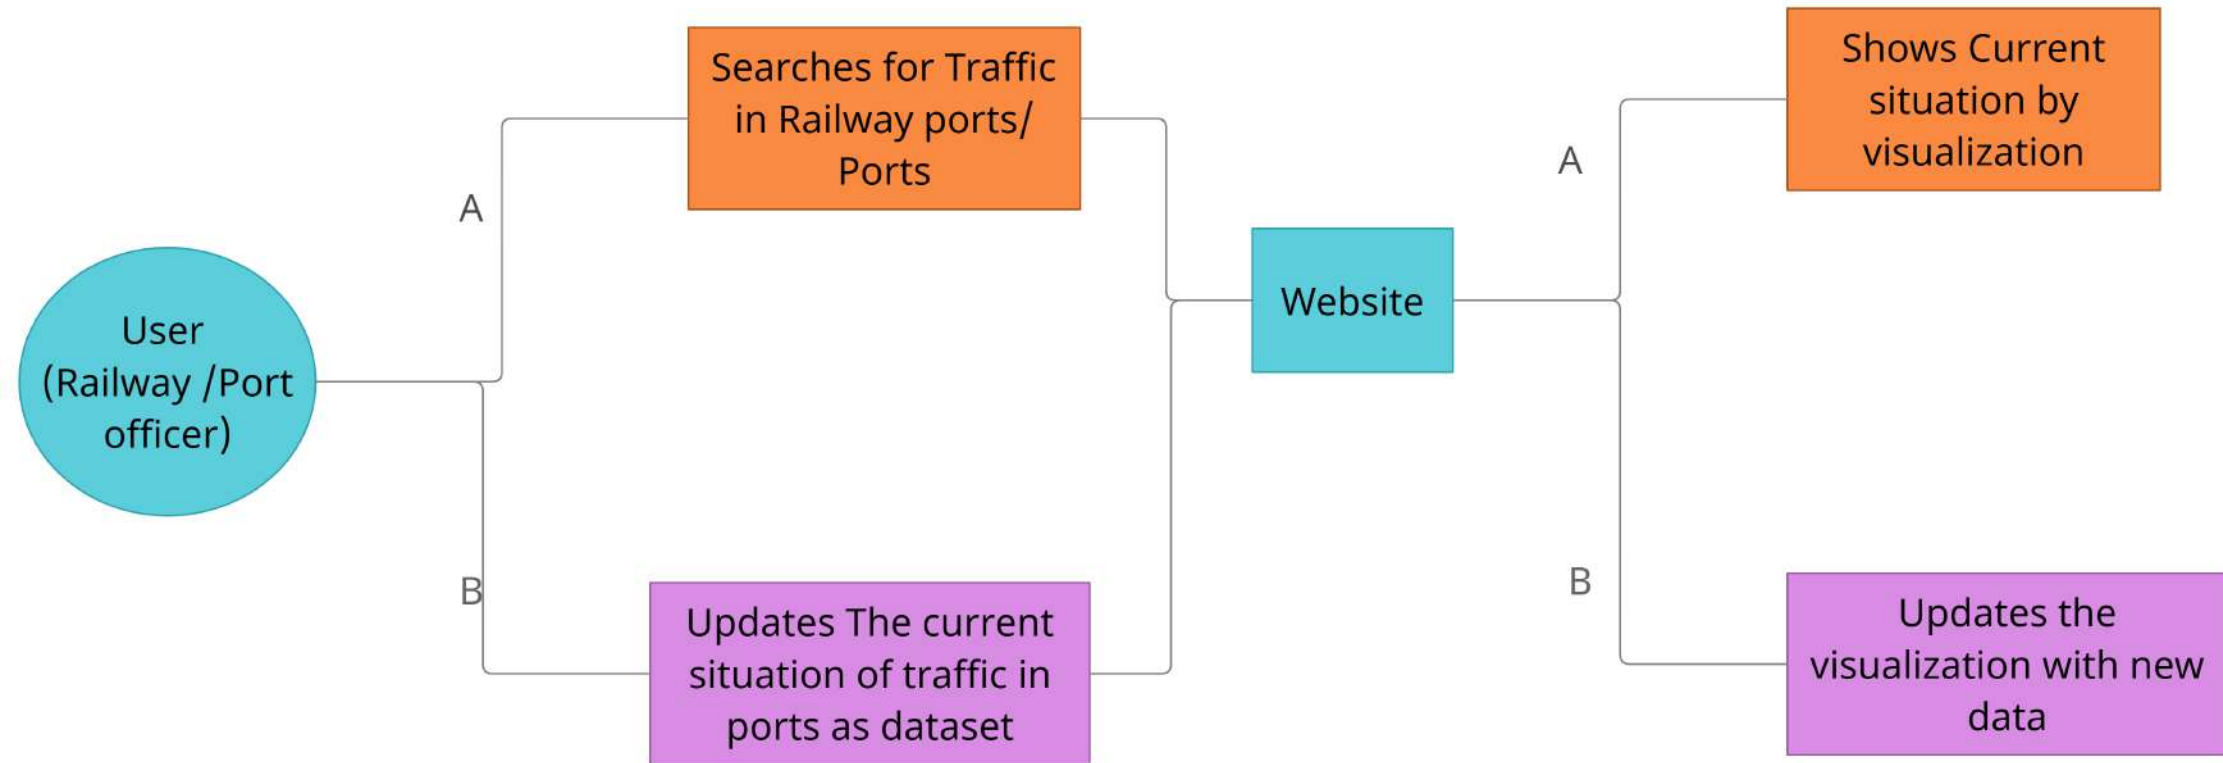 User
(Railway /Port
officer)
A
B
Searches for Traffic
in Railway ports/
Ports
Updates The current
situation of traffic in
ports as dataset
Website
A
B
Shows Current
situation by
visualization
Updates the
visualization with new
data